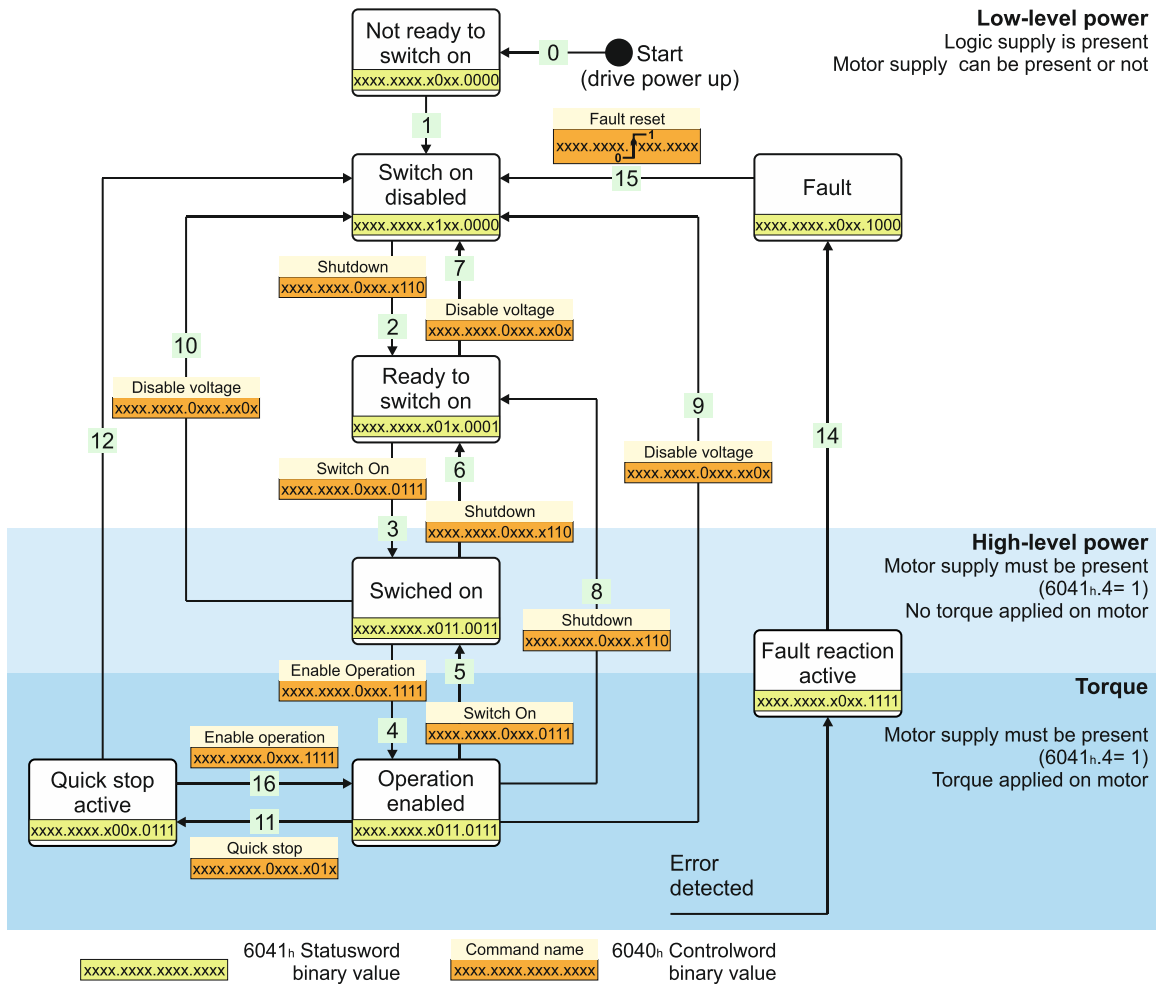 Low-level power
Logic supply is present
Motor supply  can be present or not
Not ready to
switch on
xxxx.xxxx.x0xx.0000
0
Start
(drive power up)
1
Fault reset
xxxx.xxxx.
1
0
xxx.xxxx
15
Switch on
disabled
xxxx.xxxx.x1xx.0000
Fault
xxxx.xxxx.x0xx.1000
Shutdown
xxxx.xxxx.0xxx.x110
2
7
Disable voltage
xxxx.xxxx.0xxx.xx0x
10
Disable voltage
xxxx.xxxx.0xxx.xx0x
12
Ready to
switch on
xxxx.xxxx.x01x.0001
9
Disable voltage
xxxx.xxxx.0xxx.xx0x
14
Switch On
xxxx.xxxx.0xxx.0111
3
6
Shutdown
xxxx.xxxx.0xxx.x110
High-level power
Motor supply must be present
(6041h.4= 1)
No torque applied on motor
Swiched on
xxxx.xxxx.x011.0011
8
Shutdown
xxxx.xxxx.0xxx.x110
Fault reaction
active
xxxx.xxxx.x0xx.1111
Enable Operation
xxxx.xxxx.0xxx.1111
4
5
Switch On
xxxx.xxxx.0xxx.0111
Torque
Motor supply must be present
(6041h.4= 1)
Torque applied on motor
Enable operation
xxxx.xxxx.0xxx.1111
16
Quick stop
active
xxxx.xxxx.x00x.0111
Operation
enabled
xxxx.xxxx.x011.0111
11
Quick stop
xxxx.xxxx.0xxx.x01x
Error
detected
xxxx.xxxx.xxxx.xxxx
6041h Statusword
binary value
Command name
xxxx.xxxx.xxxx.xxxx
6040h Controlword
binary value